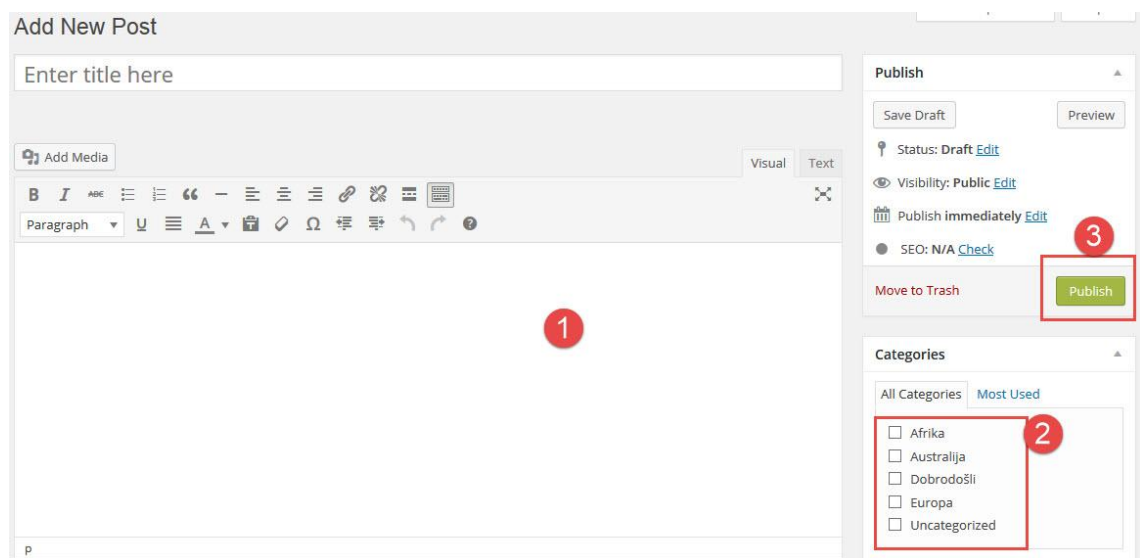 Add New Post
Enter title here
Add Media
Visual Text
B I ABE
Paragraph U A Ω
1
P
Publish
Save Draft Preview
Status: Draft Edit
Visibility: Public Edit
Publish immediately Edit
3
SEO: N/A Check
Move to Trash Publish
Categories
All Categories Most Used
2
Afrika
Australija
Dobrodošli
Europa
Uncategorized